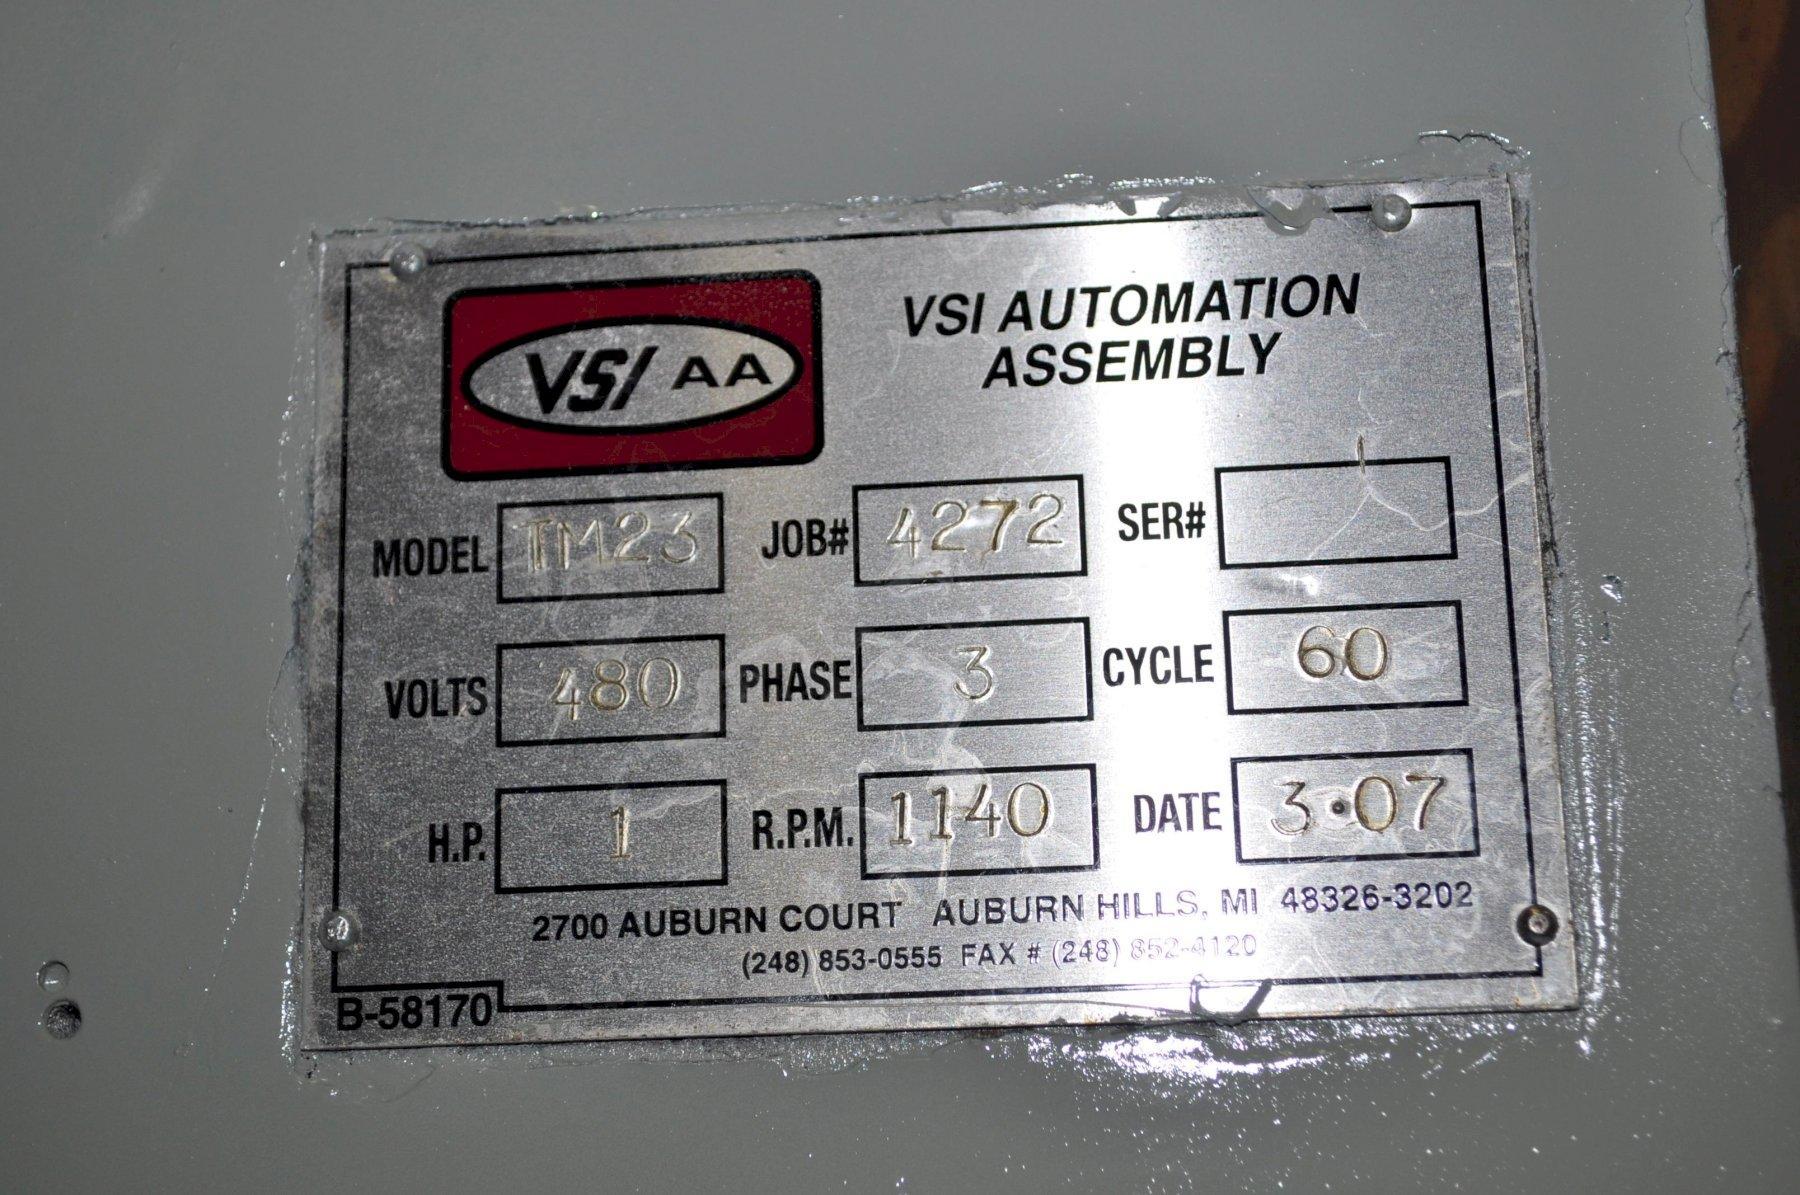 VSI AA
VSI AUTOMATION
ASSEMBLY
MODEL TM23 JOB# 4272 SER#
VOLTS 480 PHASE 3 CYCLE 60
H.P. 1 R.P.M. 1140 DATE 3·07
2700 AUBURN COURT AUBURN HILLS, MI 48326-3202
(248) 853-0555 FAX # (248) 852-4120
B-58170